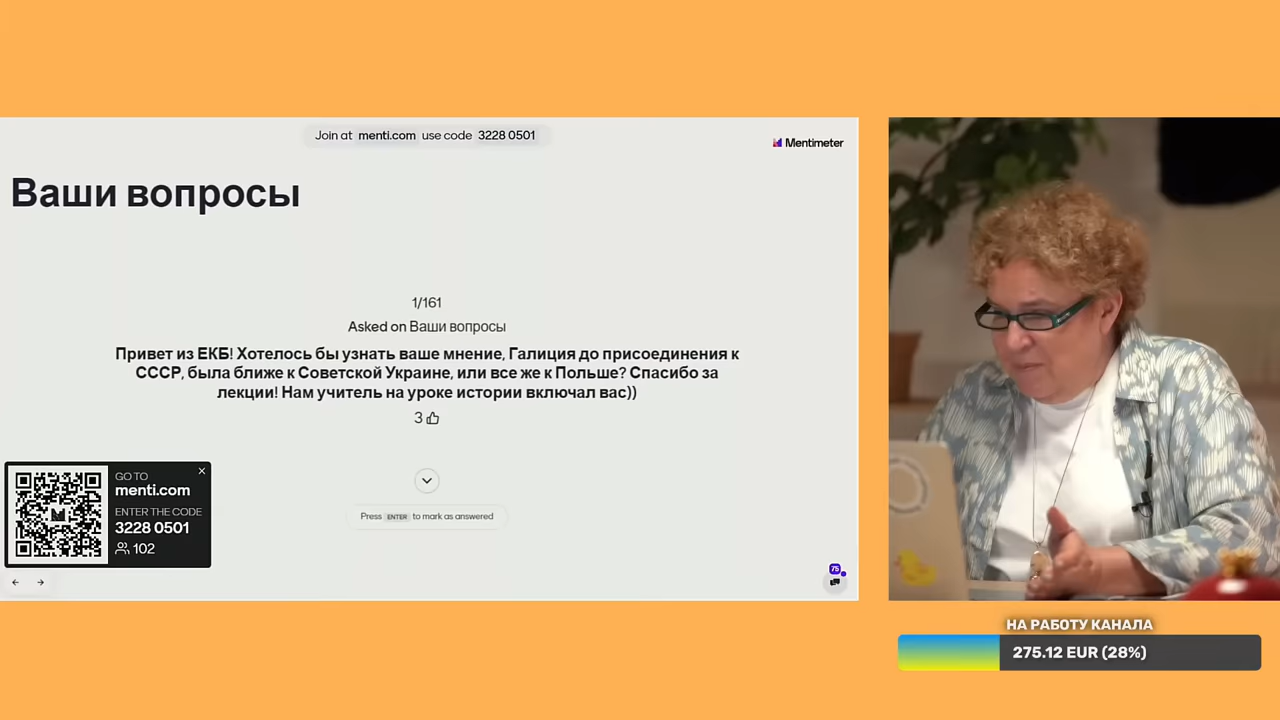 Join at menti.com use code 3228 0501
Mentimeter
Ваши вопросы
1/161
Asked on Ваши вопросы
Привет из ЕКБ! Хотелось бы узнать ваше мнение, Галиция до присоединения к
СССР, была ближе к Советской Украине, или все же к Польше? Спасибо за
лекции! Нам учитель на уроке истории включал вас))
3
Press ENTER to mark as answered
GO TO
menti.com
ENTER THE CODE
3228 0501
102
75
НА РАБОТУ КАНАЛА
275.12 EUR (28%)